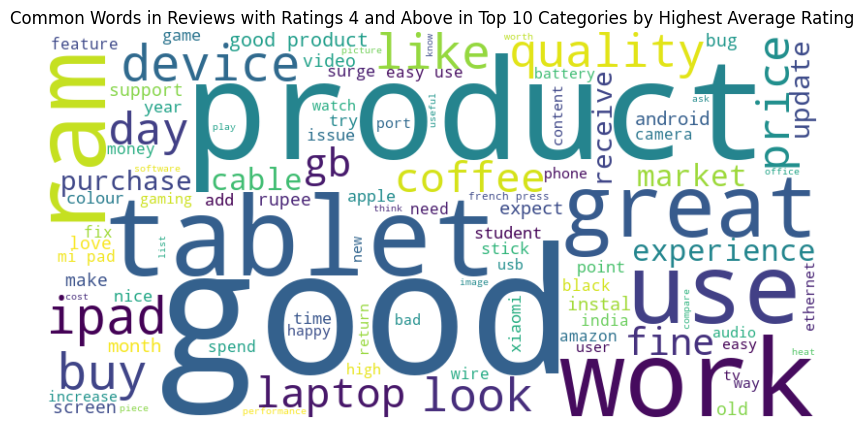 Common Words in Reviews with Ratings 4 and Above in Top 10 Categories by Highest Average Rating
feature
game
good product
like
quality
bug
know
worth
picture
device
video
surge
easy use
battery
price
update
support
ram
year
day
product
watch
try
issue
play
port
useful
content
receive
android
camera
ask
money
purchase
cable
gb
coffee
phone
market
office
software
colour
gaming
add
rupee
apple
need
french press
think
expect
great
fix
love
mi pad
list
tablet
new
student
stick
usb
experience
make
image
point
use
ethernet
cost
nice
good
time
happy
bad
xiaomi
black
instal
india
compare
ipad
return
amazon
user
fine
audio
easy
month
spend
high
wire
work
tv
way
heat
buy
laptop
look
increase
screen
piece
performance
old